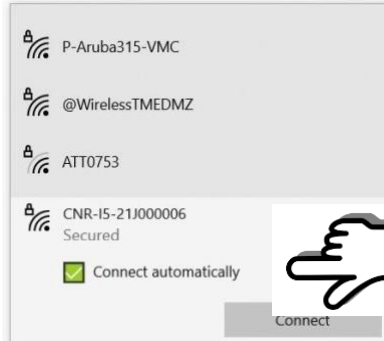 P-Aruba315-VMC
@WirelessTMEDMZ
ATT0753
CNR-I5-21J000006
Secured
Connect automatically
Connect